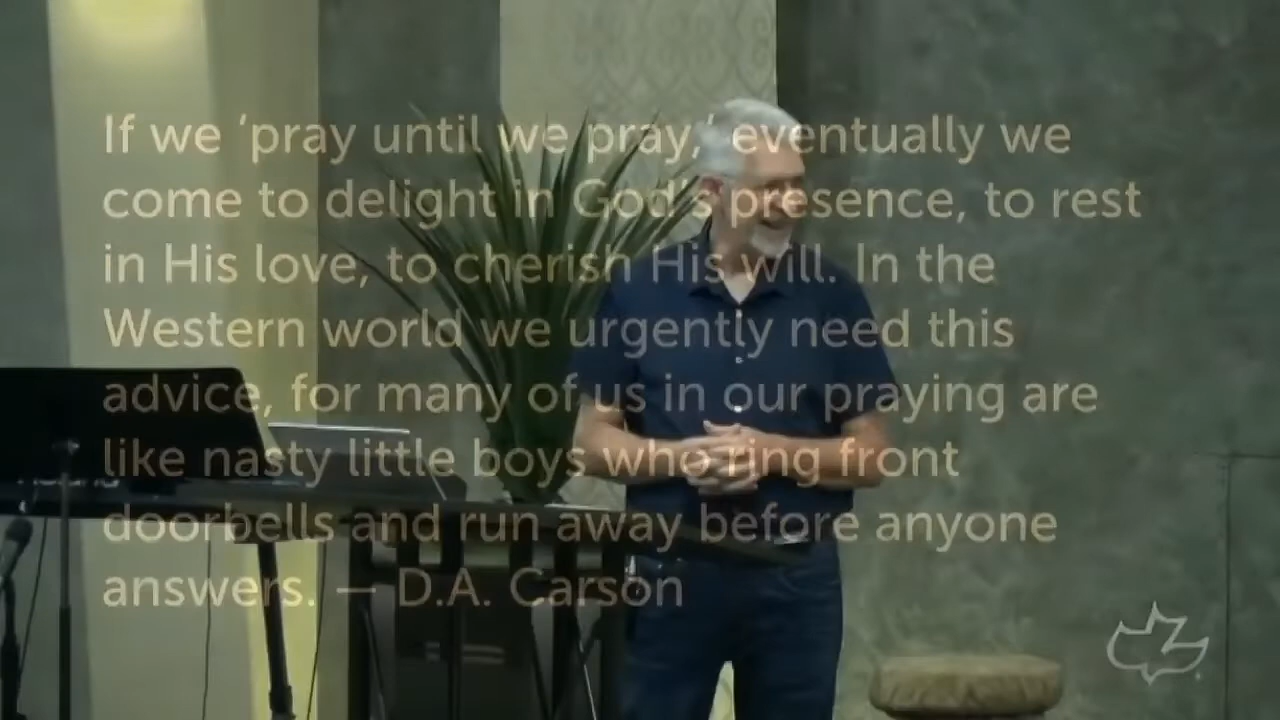 If we ‘pray until we pray,’ eventually we
come to delight in God's presence, to rest
in His love, to cherish His will. In the
Western world we urgently need this
advice, for many of us in our praying are
like nasty little boys who ring front
doorbells and run away before anyone
answers. — D.A. Carson